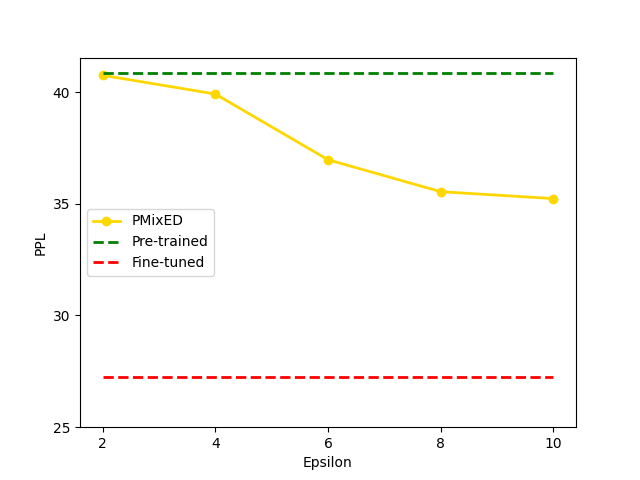 40
35
30
25
PPL
PMixED
Pre-trained
Fine-tuned
2 4 6 8 10
Epsilon